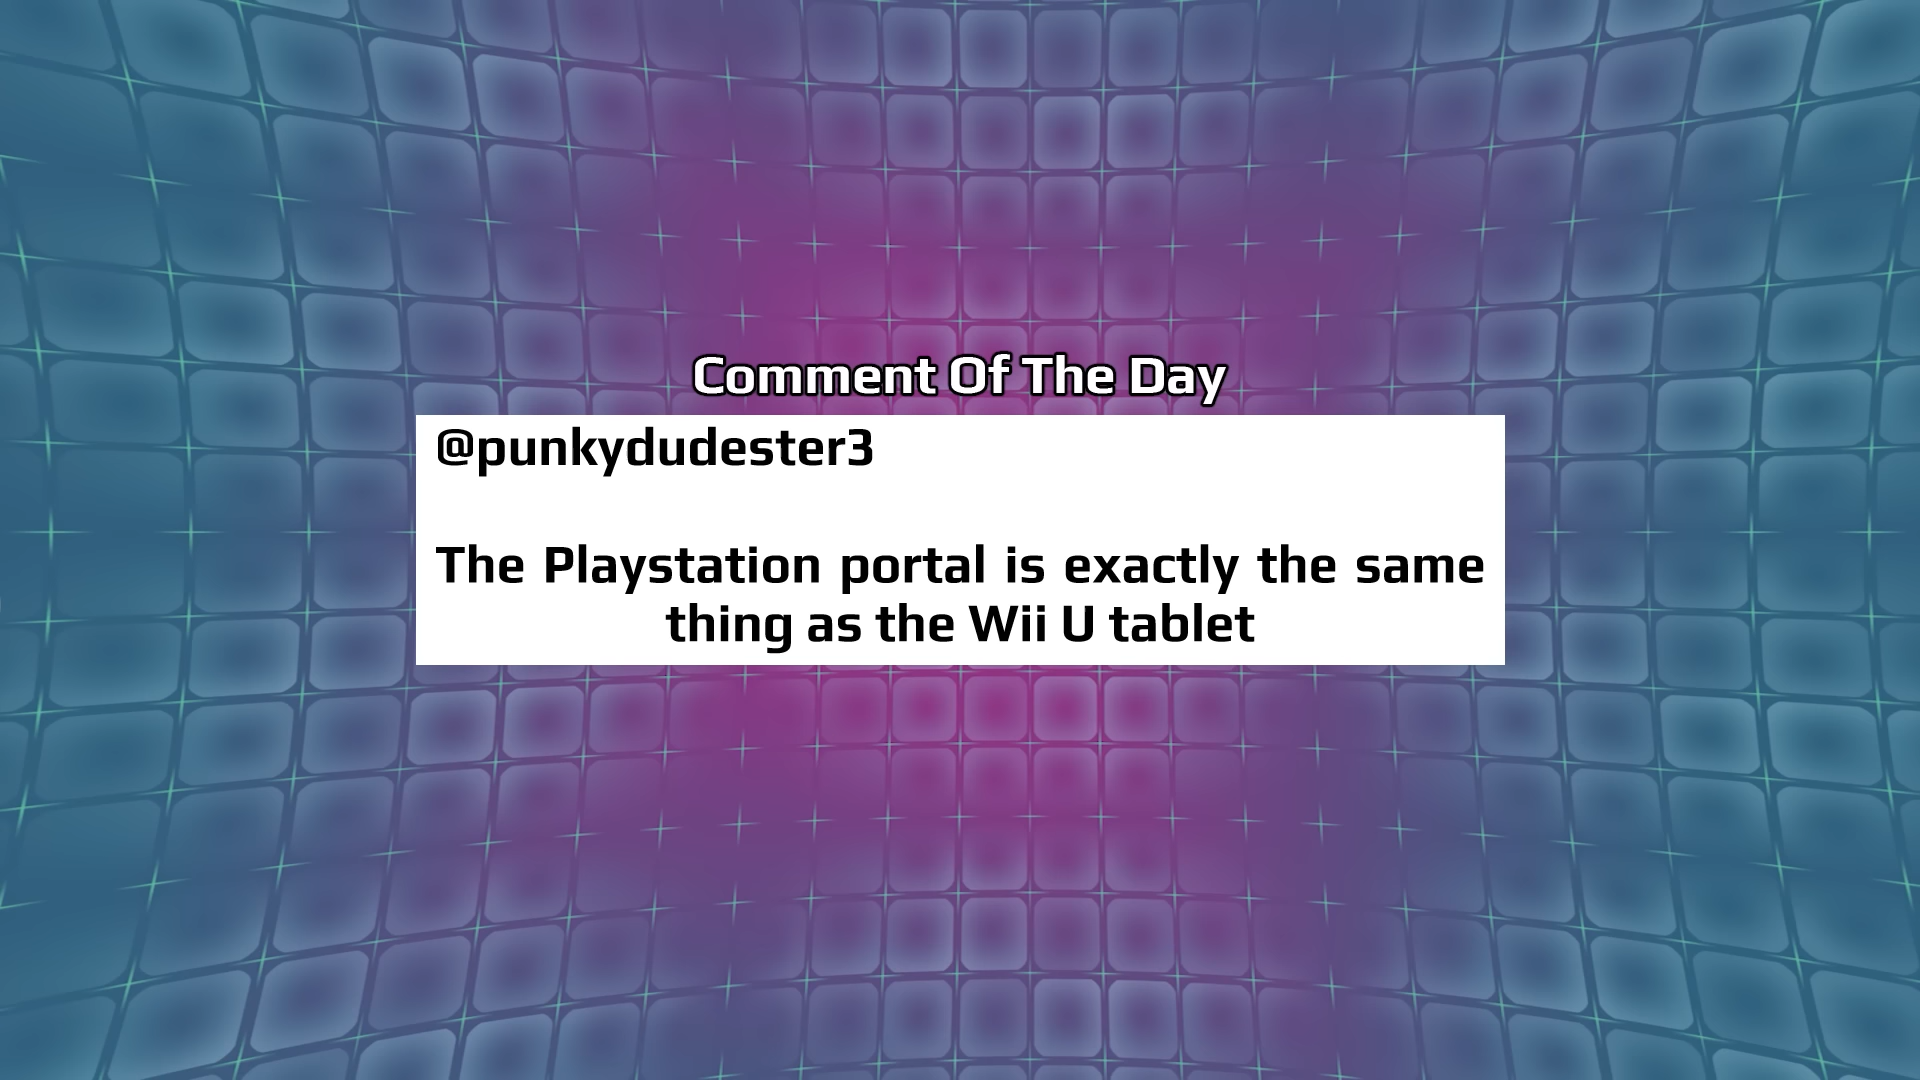 Comment Of The Day
@punkydudester3
The Playstation portal is exactly the same
thing as the Wii U tablet